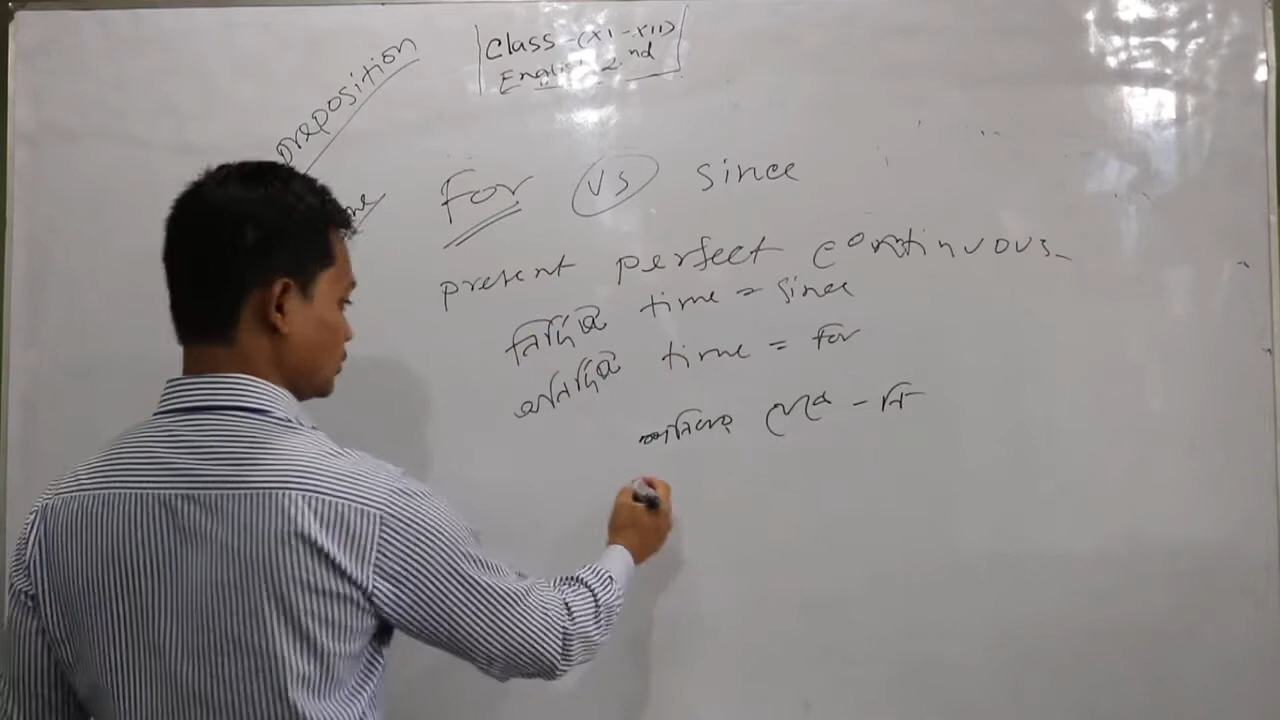 Class-(XI-XII)
English 2nd
preposition
For VS since
present perfect continuous
নির্দিষ্ট time = since
অনির্দিষ্ট time = for